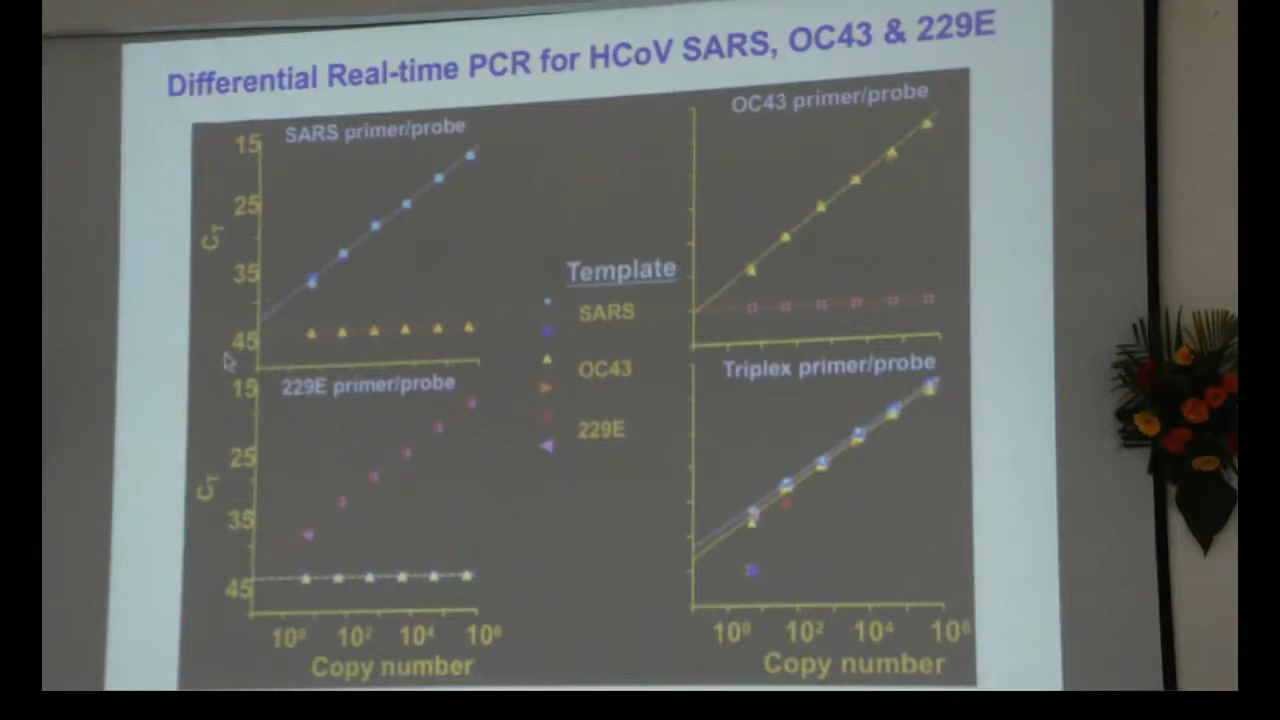 Differential Real-time PCR for HCoV SARS, OC43 & 229E
SARS primer/probe
15
25
35
45
C_T
OC43 primer/probe
Template
SARS
OC43
229E
229E primer/probe
15
25
35
45
C_T
10⁰ 10² 10⁴ 10⁶
Copy number
Triplex primer/probe
10⁰ 10² 10⁴ 10⁶
Copy number